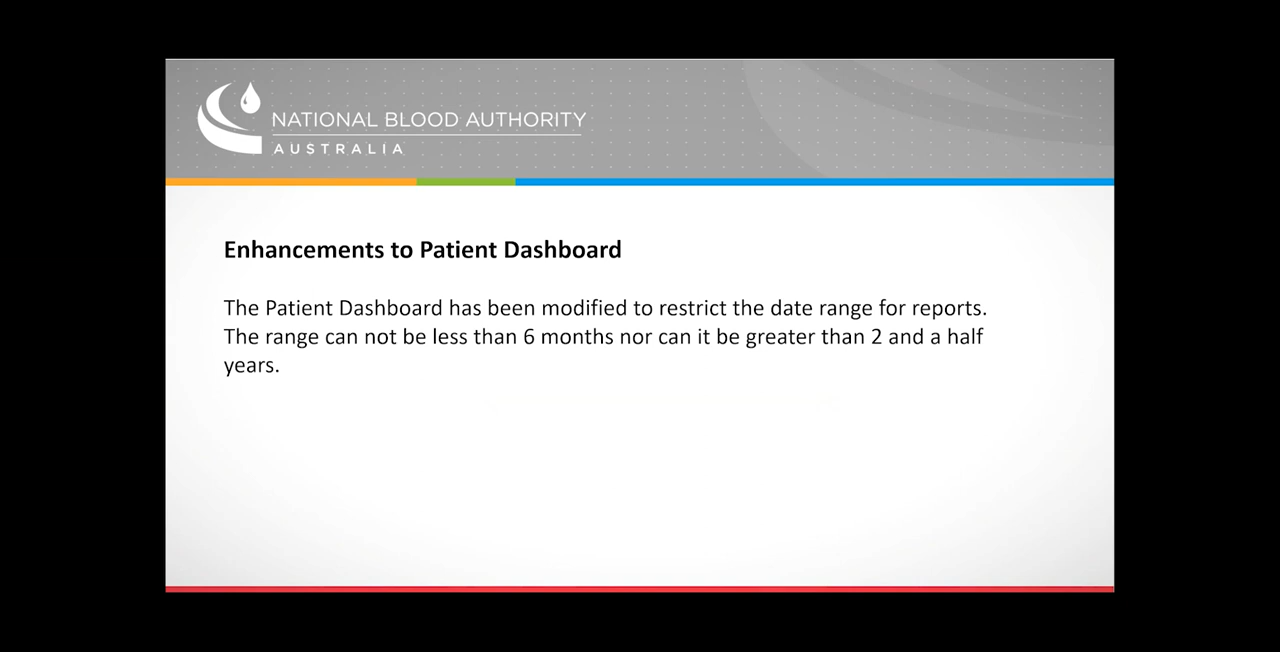 NATIONAL BLOOD AUTHORITY
AUSTRALIA
Enhancements to Patient Dashboard
The Patient Dashboard has been modified to restrict the date range for reports.
The range can not be less than 6 months nor can it be greater than 2 and a half
years.